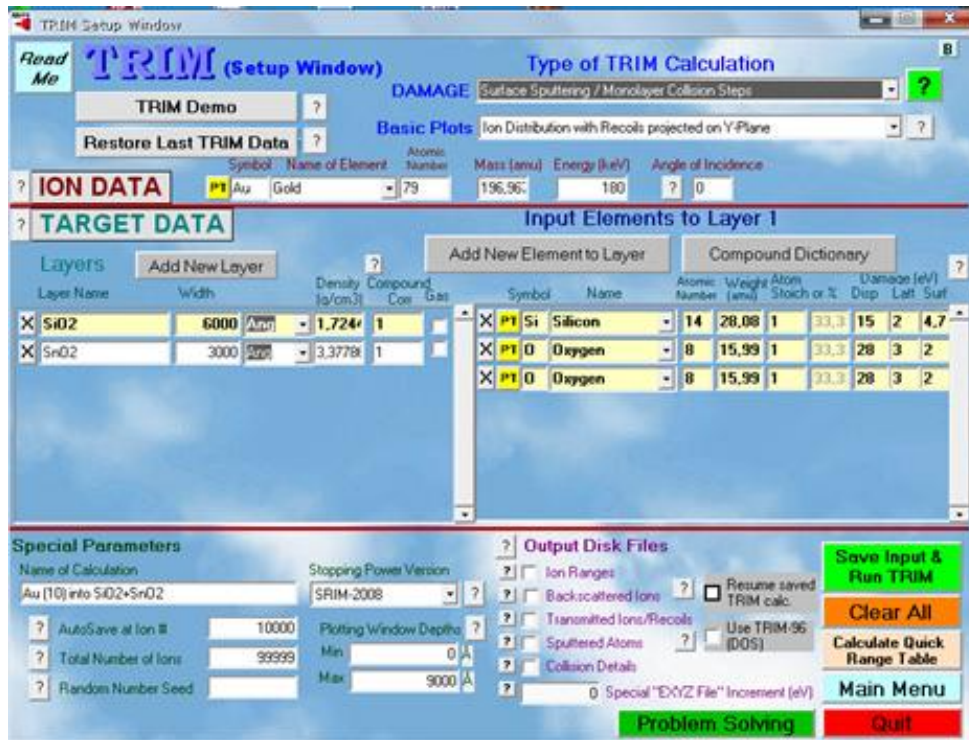 TRIM Setup Window
Read Me
TRIM (Setup Window)
Type of TRIM Calculation
B
TRIM Demo ?
DAMAGE Surface Sputtering / Monolayer Collision Steps ?
Restore Last TRIM Data ?
Basic Plots Ion Distribution with Recoils projected on Y-Plane ?
Symbol Name of Element Atomic Number Mass (amu) Energy (keV) Angle of Incidence
? ION DATA PT Au Gold 79 196,96 180 ? 0
? TARGET DATA
Input Elements to Layer 1
Layers Add New Layer ?
Add New Element to Layer Compound Dictionary ?
Layer Name Width Density (g/cm3) Compound Corr Gas
Symbol Name Atomic Number Weight (amu) Atom Stoich or % Damage (eV) Disp Latt Surf
X SiO2 6000 Ang 1,724 1
X PT Si Silicon 14 28,08 1 33,3 15 2 4,7
X SnO2 3000 Ang 3,3778 1
X PT O Oxygen 8 15,99 1 33,3 28 3 2
X PT O Oxygen 8 15,99 1 33,3 28 3 2
Special Parameters
Name of Calculation
Au (10) into SiO2+SnO2
Stopping Power Version
SRIM-2008 ?
? AutoSave at Ion # 10000
? Total Number of Ions 99999
? Random Number Seed
Plotting Window Depths ?
Min 0 Å
Max 9000 Å
? Output Disk Files
? Ion Ranges
? Backscattered Ions
? Transmitted Ions/Recoils
? Sputtered Atoms
? Collision Details
? 0 Special "EXYZ File" Increment (eV)
? Resume saved TRIM calc.
? Use TRIM-96 (DOS)
Save Input & Run TRIM
Clear All
Calculate Quick Range Table
Main Menu
Problem Solving
Quit